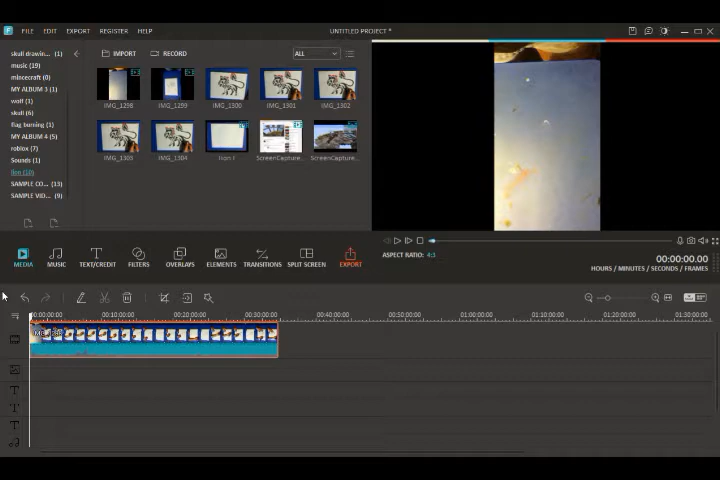 FILE EDIT EXPORT REGISTER HELP UNTITLED PROJECT *
skull drawin... (1)
music (19)
minecraft (0)
MY ALBUM 3 (1)
wolf (1)
skull (6)
flag burning (1)
MY ALBUM 4 (5)
roblox (7)
Sounds (1)
lion (10)
SAMPLE CO... (13)
SAMPLE VID... (9)
IMPORT RECORD ALL
IMG_1298 IMG_1299 IMG_1300 IMG_1301 IMG_1302
IMG_1303 IMG_1304 lion l ScreenCapture... ScreenCapture...
MEDIA MUSIC TEXT/CREDIT FILTERS OVERLAYS ELEMENTS TRANSITIONS SPLIT SCREEN EXPORT
ASPECT RATIO: 4:3
00:00:00.00
HOURS / MINUTES / SECONDS / FRAMES
00:00:00:00 00:10:00:00 00:20:00:00 00:30:00:00 00:40:00:00 00:50:00:00 01:00:00:00 01:10:00:00 01:20:00:00 01:30:00:00